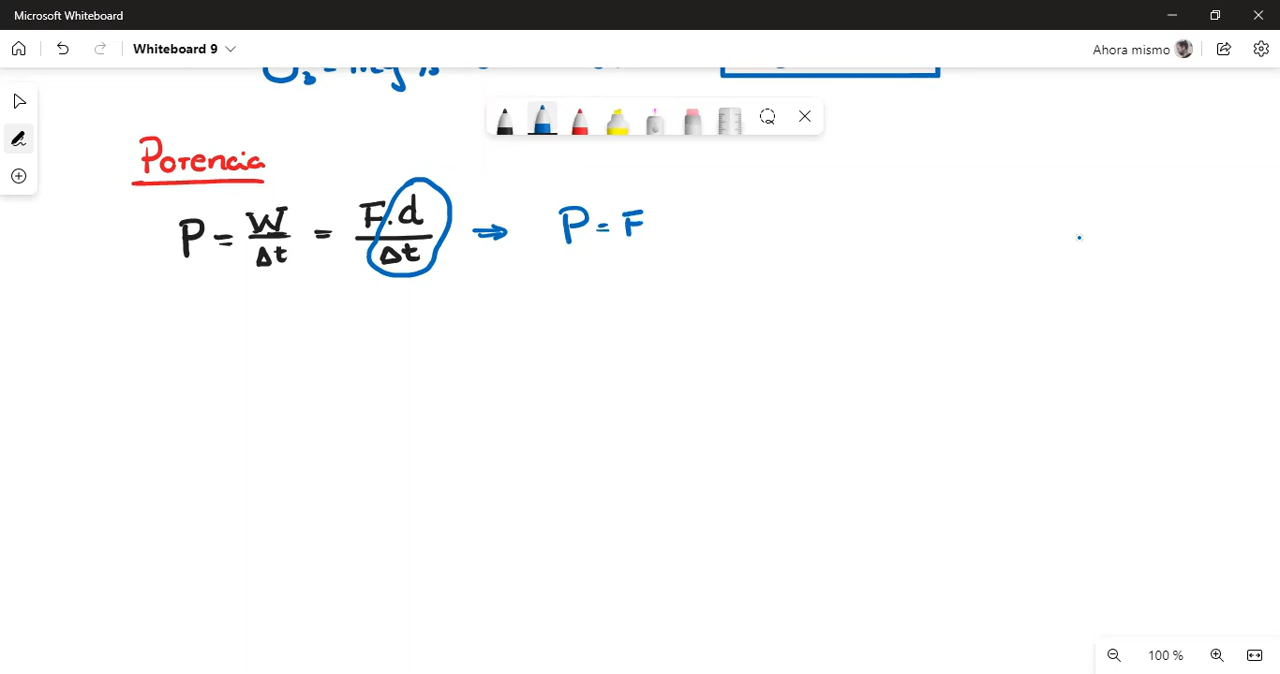 Microsoft Whiteboard
Whiteboard 9
Ahora mismo
Potencia
P = W/Δt = F.d/Δt → P = F
100 %